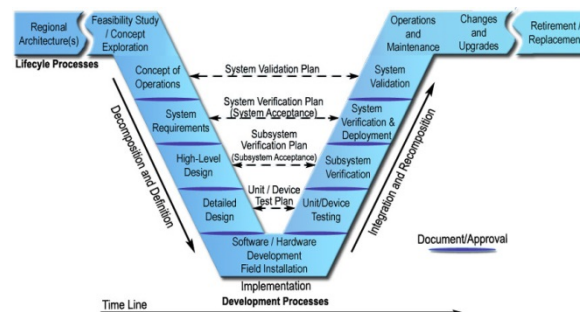 Regional
Architecture(s)
Feasibility Study
/ Concept
Exploration
Operations
and
Maintenance
Changes
and
Upgrades
Retirement /
Replacement
Lifecyle Processes
Concept of
Operations
System Validation Plan
System
Validation
System
Requirements
System Verification Plan
(System Acceptance)
System
Verification &
Deployment
High-Level
Design
Subsystem
Verification Plan
(Subsystem Acceptance)
Subsystem
Verification
Detailed
Design
Unit / Device
Test Plan
Unit/Device
Testing
Decomposition and Definition
Integration and Recomposition
Software / Hardware
Development
Field Installation
Document/Approval
Implementation
Development Processes
Time Line